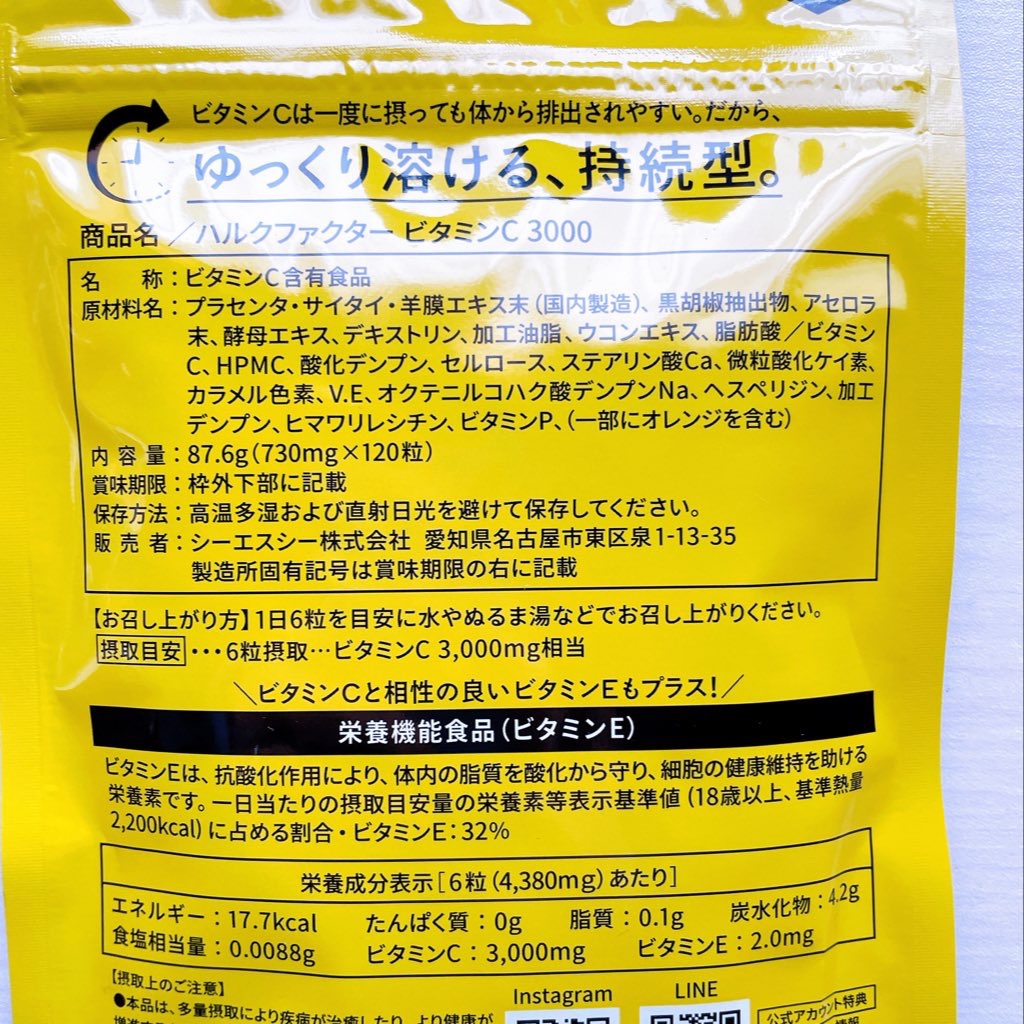 ビタミンCは一度に摂っても体から排出されやすい。だから、
ゆっくり溶ける、持続型。
商品名／ハルクファクター ビタミンC 3000
名称：ビタミンC含有食品
原材料名：プラセンタ・サイタイ・羊膜エキス末（国内製造）、黒胡椒抽出物、アセロラ
末、酵母エキス、デキストリン、加工油脂、ウコンエキス、脂肪酸／ビタミン
C、HPMC、酸化デンプン、セルロース、ステアリン酸Ca、微粒酸化ケイ素、
カラメル色素、V.E、オクテニルコハク酸デンプンNa、ヘスペリジン、加工
デンプン、ヒマワリレシチン、ビタミンP、（一部にオレンジを含む）
内容量：87.6g（730mg×120粒）
賞味期限：枠外下部に記載
保存方法：高温多湿および直射日光を避けて保存してください。
販売者：シーエスシー株式会社 愛知県名古屋市東区泉1-13-35
製造所固有記号は賞味期限の右に記載
【お召し上がり方】1日6粒を目安に水やぬるま湯などでお召し上がりください。
摂取目安・・・6粒摂取…ビタミンC 3,000mg相当
＼ビタミンCと相性の良いビタミンEもプラス！／
栄養機能食品（ビタミンE）
ビタミンEは、抗酸化作用により、体内の脂質を酸化から守り、細胞の健康維持を助ける
栄養素です。一日当たりの摂取目安量の栄養素等表示基準値（18歳以上、基準熱量
2,200kcal）に占める割合・ビタミンE：32%
栄養成分表示［6粒（4,380mg）あたり］
エネルギー：17.7kcal たんぱく質：0g 脂質：0.1g 炭水化物：4.2g
食塩相当量：0.0088g ビタミンC：3,000mg ビタミンE：2.0mg
【摂取上のご注意】
●本品は、多量摂取により疾病が治癒したり、より健康が
Instagram
LINE
公式アカウント特典